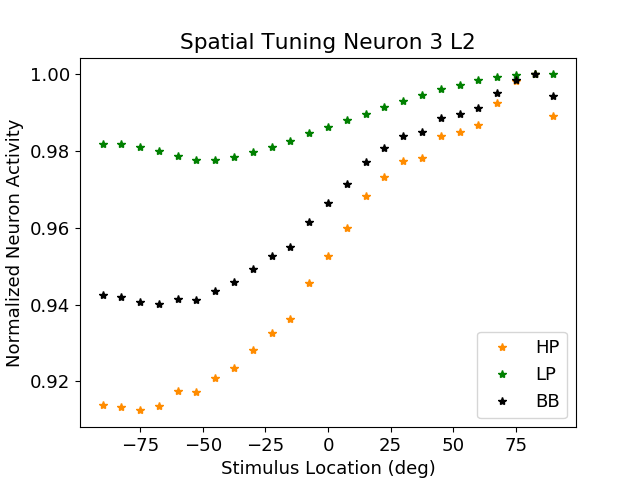 Spatial Tuning Neuron 3 L2
Normalized Neuron Activity
1.00
0.98
0.96
0.94
0.92
−75
−50
−25
0
25
50
75
Stimulus Location (deg)
HP
LP
BB